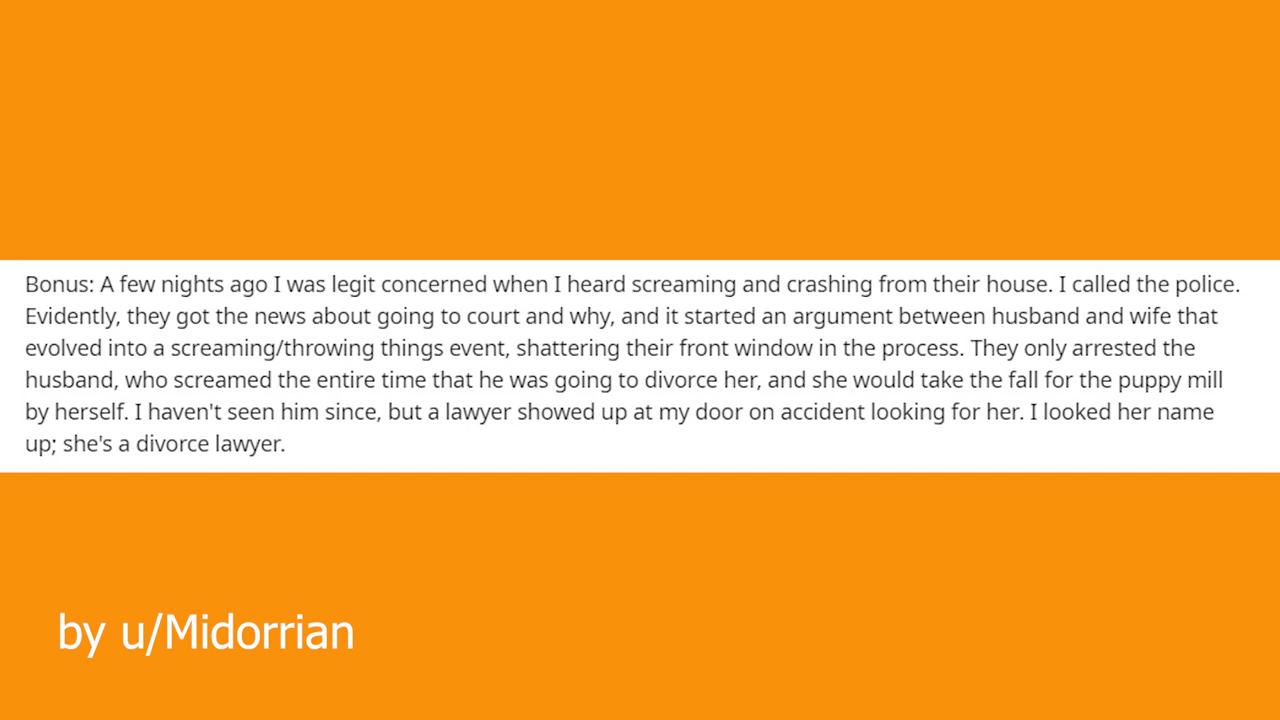 Bonus: A few nights ago I was legit concerned when I heard screaming and crashing from their house. I called the police.
Evidently, they got the news about going to court and why, and it started an argument between husband and wife that
evolved into a screaming/throwing things event, shattering their front window in the process. They only arrested the
husband, who screamed the entire time that he was going to divorce her, and she would take the fall for the puppy mill
by herself. I haven't seen him since, but a lawyer showed up at my door on accident looking for her. I looked her name
up; she's a divorce lawyer.
by u/Midorrian